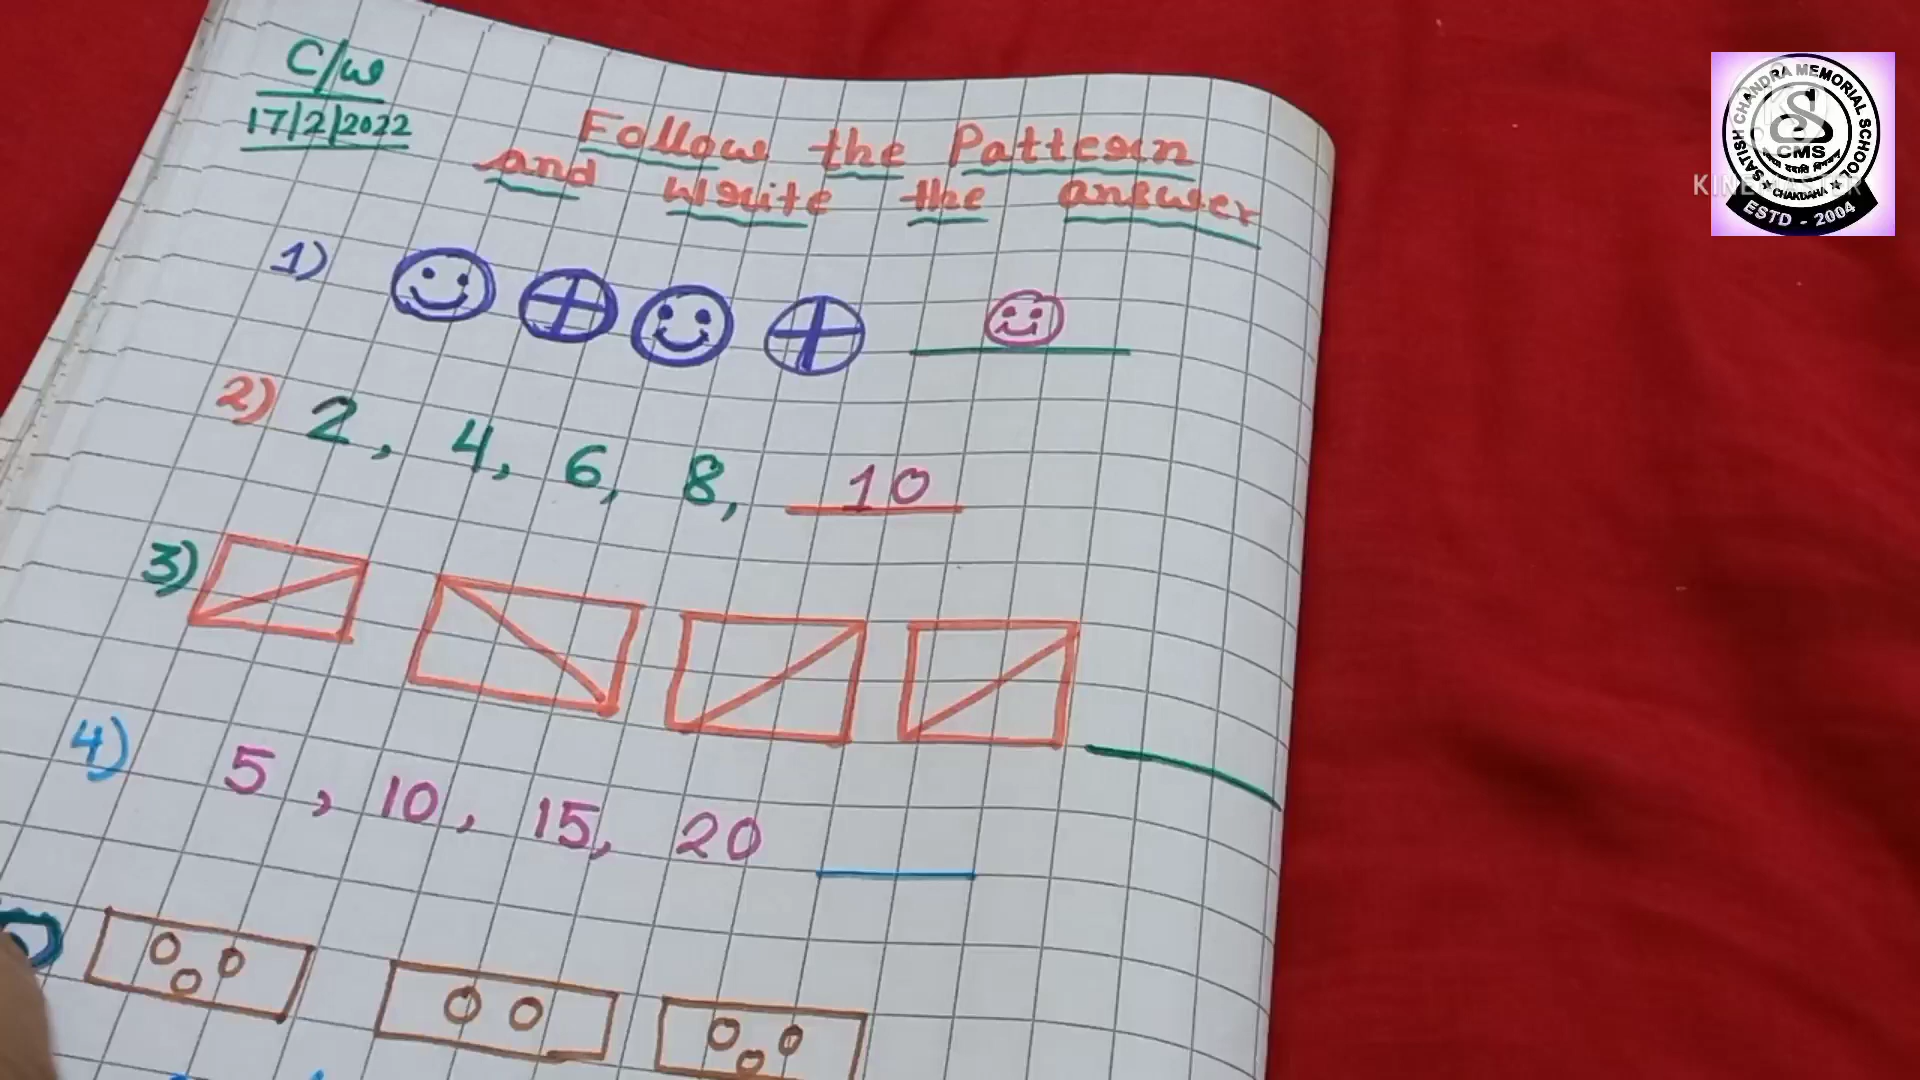 C/w
17/2/2022
Follow the Pattern
and write the answer
1)
2) 2, 4, 6, 8, 10
3)
4) 5, 10, 15, 20
SATISH CHANDRA MEMORIAL SCHOOL
S
CMS
CHAKDAHA
ESTD - 2004